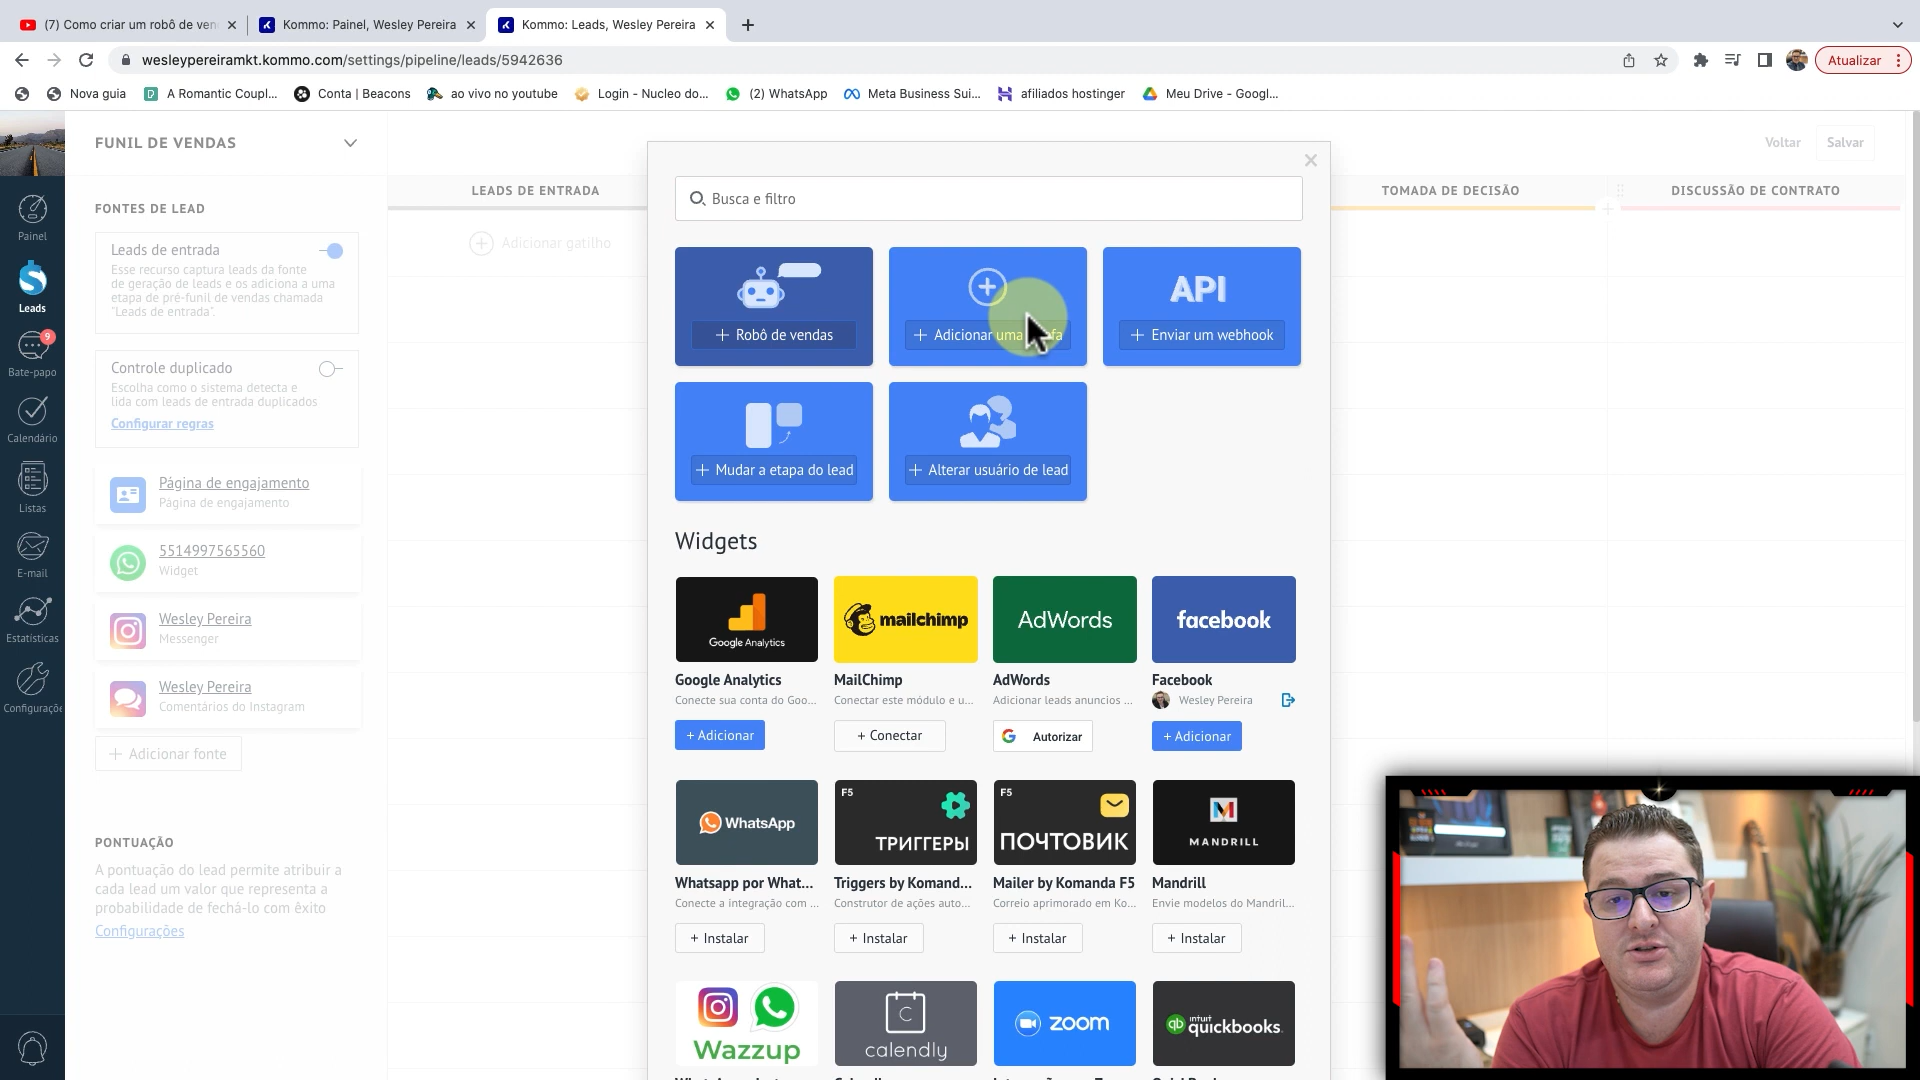 (7) Como criar um robô de ven
Kommo: Painel, Wesley Pereira
Kommo: Leads, Wesley Pereira
wesleypereiramkt.kommo.com/settings/pipeline/leads/5942636
Atualizar
Nova guia
A Romantic Coupl...
Conta | Beacons
ao vivo no youtube
Login - Nucleo do...
(2) WhatsApp
Meta Business Sui...
afiliados hostinger
Meu Drive - Googl...
FUNIL DE VENDAS
Voltar
Salvar
LEADS DE ENTRADA
TOMADA DE DECISÃO
DISCUSSÃO DE CONTRATO
Adicionar gatilho
Painel
Leads
9
Bate-papo
Calendário
Listas
E-mail
Estatísticas
Configuraçõe
FONTES DE LEAD
Leads de entrada
Esse recurso captura leads da fonte
de geração de leads e os adiciona a uma
etapa de pré-funil de vendas chamada
"Leads de entrada".
Controle duplicado
Escolha como o sistema detecta e
lida com leads de entrada duplicados
Configurar regras
Página de engajamento
Página de engajamento
5514997565560
Widget
Wesley Pereira
Messenger
Wesley Pereira
Comentários do Instagram
Adicionar fonte
PONTUAÇÃO
A pontuação do lead permite atribuir a
cada lead um valor que representa a
probabilidade de fechá-lo com êxito
Configurações
Busca e filtro
+ Robô de vendas
+ Adicionar uma
API
+ Enviar um webhook
+ Mudar a etapa do lead
+ Alterar usuário de lead
Widgets
Google Analytics
mailchimp
AdWords
facebook
Google Analytics
MailChimp
AdWords
Facebook
Conecte sua conta do Goo...
Conectar este módulo e u...
Adicionar leads anuncios ...
Wesley Pereira
+ Adicionar
+ Conectar
Autorizar
+ Adicionar
WhatsApp
F5
ТРИГГЕРЫ
F5
ПОЧТОВИК
MANDRILL
Whatsapp por What...
Triggers by Komand...
Mailer by Komanda F5
Mandrill
Conecte a integração com ...
Construtor de ações auto...
Correio aprimorado em Ko...
Envie modelos do Mandril...
+ Instalar
+ Instalar
+ Instalar
+ Instalar
Wazzup
C
calendly
zoom
qb intuit quickbooks.